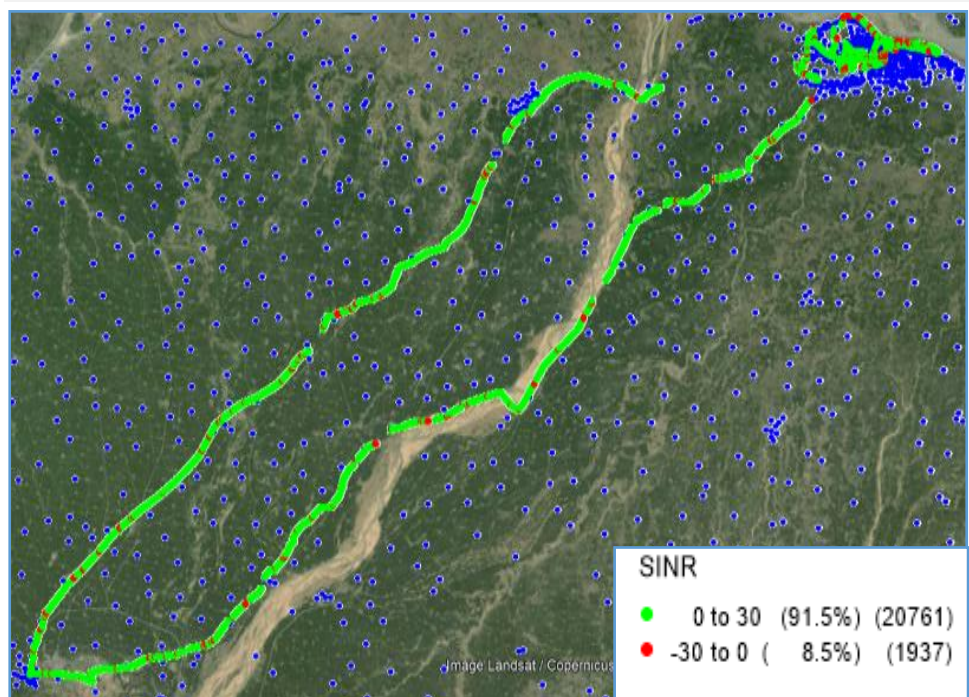 Image Landsat / Copernicus
SINR
0 to 30 (91.5%) (20761)
-30 to 0 ( 8.5%) (1937)